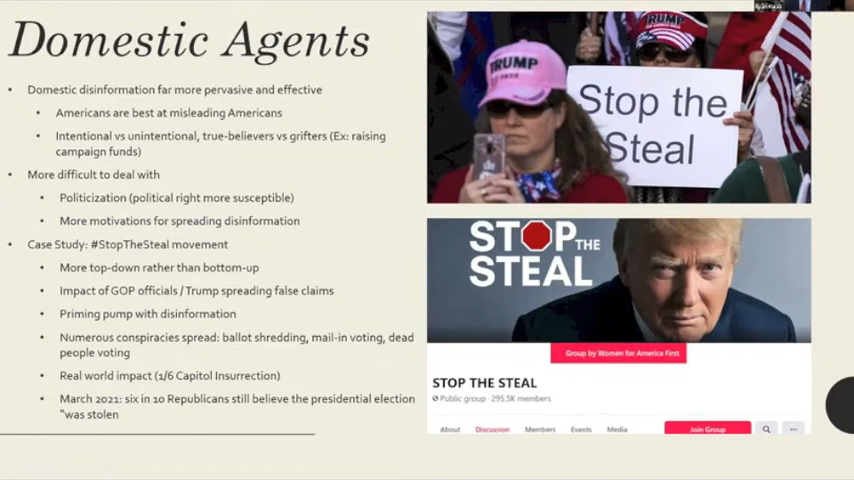 Domestic Agents
• Domestic disinformation far more pervasive and effective
• Americans are best at misleading Americans
• Intentional vs unintentional, true-believers vs grifters (Ex: raising
campaign funds)
• More difficult to deal with
• Politicization (political right more susceptible)
• More motivations for spreading disinformation
• Case Study: #StopTheSteal movement
• More top-down rather than bottom-up
• Impact of GOP officials / Trump spreading false claims
• Priming pump with disinformation
• Numerous conspiracies spread: ballot shredding, mail-in voting, dead
people voting
• Real world impact (1/6 Capitol Insurrection)
• March 2021: six in 10 Republicans still believe the presidential election
"was stolen
TRUMP
TRUMP
Stop the
Steal
STOP THE
STEAL
Group by Women for America First
STOP THE STEAL
Public group · 295.5K members
About Discussion Members Events Media Join Group ...